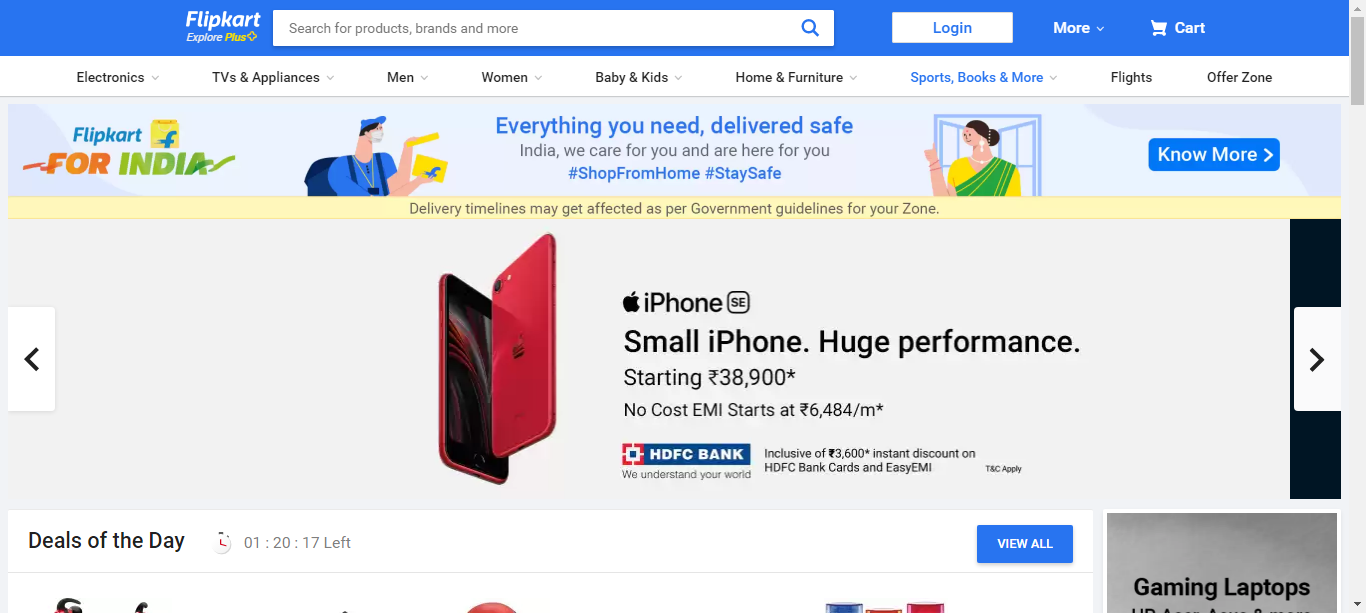 Flipkart
Explore Plus
Search for products, brands and more
Login
More
Cart
Electronics
TVs & Appliances
Men
Women
Baby & Kids
Home & Furniture
Sports, Books & More
Flights
Offer Zone
Flipkart
FOR INDIA
Everything you need, delivered safe
India, we care for you and are here for you
#ShopFromHome #StaySafe
Know More
Delivery timelines may get affected as per Government guidelines for your Zone.
iPhone SE
Small iPhone. Huge performance.
Starting ₹38,900*
No Cost EMI Starts at ₹6,484/m*
HDFC BANK
We understand your world
Inclusive of ₹3,600* instant discount on
HDFC Bank Cards and EasyEMI
T&C Apply
Deals of the Day
01 : 20 : 17 Left
VIEW ALL
Gaming Laptops